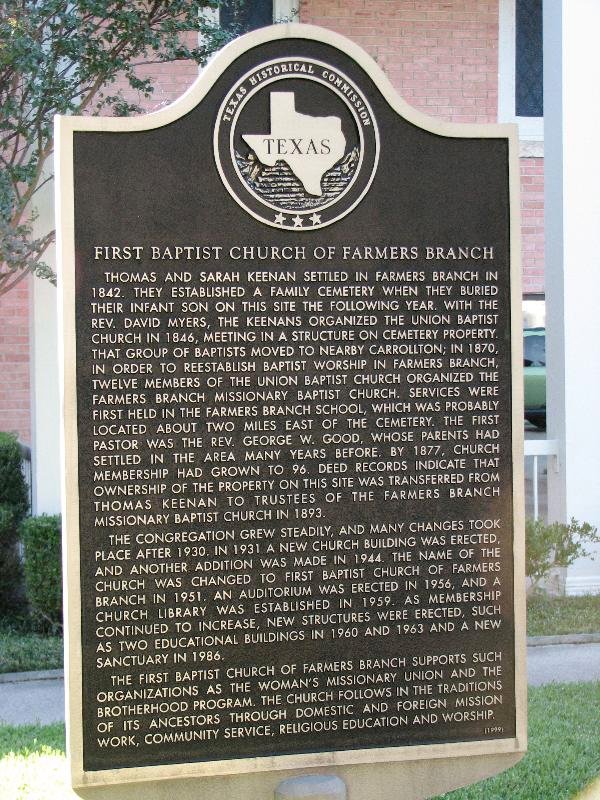 TEXAS HISTORICAL COMMISSION
TEXAS
FIRST BAPTIST CHURCH OF FARMERS BRANCH
THOMAS AND SARAH KEENAN SETTLED IN FARMERS BRANCH IN
1842. THEY ESTABLISHED A FAMILY CEMETERY WHEN THEY BURIED
THEIR INFANT SON ON THIS SITE THE FOLLOWING YEAR. WITH THE
REV. DAVID MYERS, THE KEENANS ORGANIZED THE UNION BAPTIST
CHURCH IN 1846, MEETING IN A STRUCTURE ON CEMETERY PROPERTY.
THAT GROUP OF BAPTISTS MOVED TO NEARBY CARROLLTON; IN 1870,
IN ORDER TO REESTABLISH BAPTIST WORSHIP IN FARMERS BRANCH,
TWELVE MEMBERS OF THE UNION BAPTIST CHURCH ORGANIZED THE
FARMERS BRANCH MISSIONARY BAPTIST CHURCH. SERVICES WERE
FIRST HELD IN THE FARMERS BRANCH SCHOOL, WHICH WAS PROBABLY
LOCATED ABOUT TWO MILES EAST OF THE CEMETERY. THE FIRST
PASTOR WAS THE REV. GEORGE W. GOOD, WHOSE PARENTS HAD
SETTLED IN THE AREA MANY YEARS BEFORE. BY 1877, CHURCH
MEMBERSHIP HAD GROWN TO 96. DEED RECORDS INDICATE THAT
OWNERSHIP OF THE PROPERTY ON THIS SITE WAS TRANSFERRED FROM
THOMAS KEENAN TO TRUSTEES OF THE FARMERS BRANCH
MISSIONARY BAPTIST CHURCH IN 1893.
THE CONGREGATION GREW STEADILY, AND MANY CHANGES TOOK
PLACE AFTER 1930. IN 1931 A NEW CHURCH BUILDING WAS ERECTED,
AND ANOTHER ADDITION WAS MADE IN 1944. THE NAME OF THE
CHURCH WAS CHANGED TO FIRST BAPTIST CHURCH OF FARMERS
BRANCH IN 1951. AN AUDITORIUM WAS ERECTED IN 1956, AND A
CHURCH LIBRARY WAS ESTABLISHED IN 1959. AS MEMBERSHIP
CONTINUED TO INCREASE, NEW STRUCTURES WERE ERECTED, SUCH
AS TWO EDUCATIONAL BUILDINGS IN 1960 AND 1963 AND A NEW
SANCTUARY IN 1986.
THE FIRST BAPTIST CHURCH OF FARMERS BRANCH SUPPORTS SUCH
ORGANIZATIONS AS THE WOMAN'S MISSIONARY UNION AND THE
BROTHERHOOD PROGRAM. THE CHURCH FOLLOWS IN THE TRADITIONS
OF ITS ANCESTORS THROUGH DOMESTIC AND FOREIGN MISSION
WORK, COMMUNITY SERVICE, RELIGIOUS EDUCATION AND WORSHIP.
(1999)